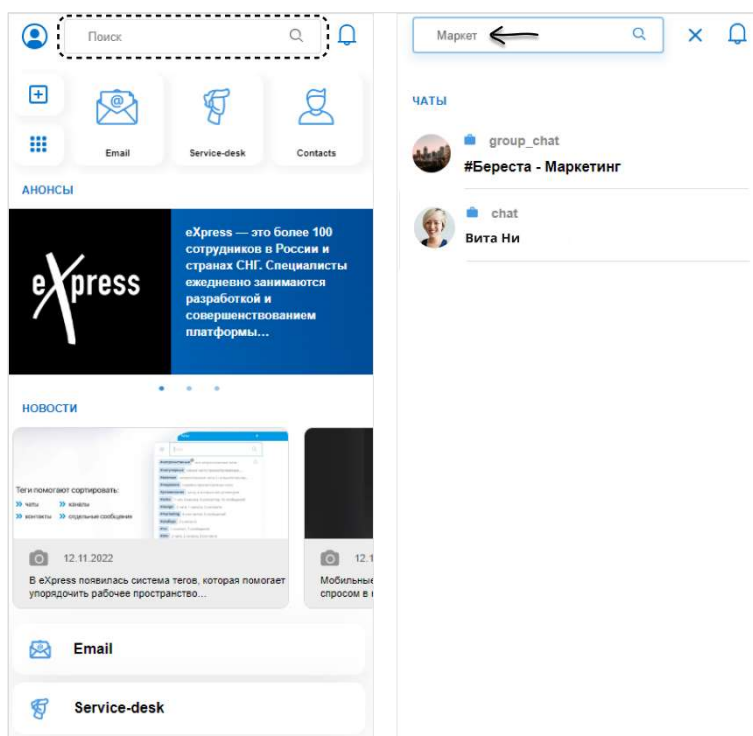 Поиск
Email
Service-desk
Contacts
АНОНСЫ
eXpress
eXpress — это более 100
сотрудников в России и
странах СНГ. Специалисты
ежедневно занимаются
разработкой и
совершенствованием
платформы...
НОВОСТИ
Теги помогают сортировать:
чаты
каналы
контакты
отдельные сообщения
12.11.2022
В eXpress появилась система тегов, которая помогает
упорядочить рабочее пространство...
12.1
Мобильные
спросом в
Email
Service-desk
Маркет
ЧАТЫ
group_chat
#Береста - Маркетинг
chat
Вита Ни